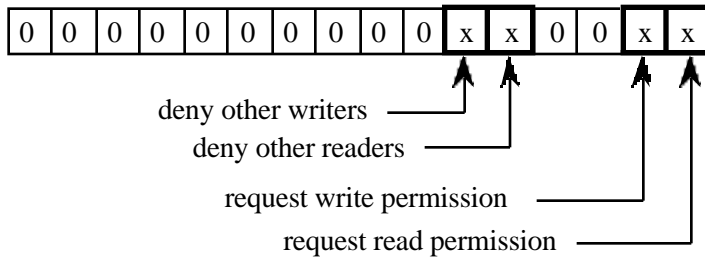 0 0 0 0 0 0 0 0 0 0 x x 0 0 x x
deny other writers
deny other readers
request write permission
request read permission